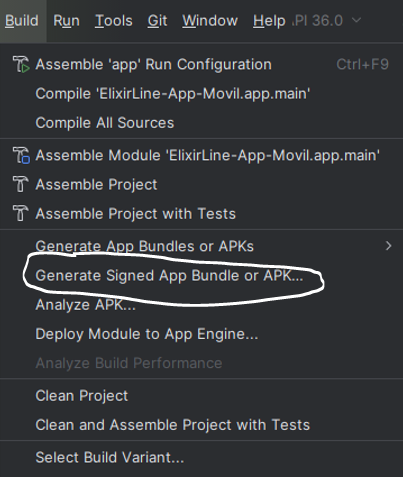 Build Run Tools Git Window Help PI 36.0
Assemble 'app' Run Configuration Ctrl+F9
Compile 'ElixirLine-App-Movil.app.main'
Compile All Sources
Assemble Module 'ElixirLine-App-Movil.app.main'
Assemble Project
Assemble Project with Tests
Generate App Bundles or APKs
Generate Signed App Bundle or APK...
Analyze APK...
Deploy Module to App Engine...
Analyze Build Performance
Clean Project
Clean and Assemble Project with Tests
Select Build Variant...